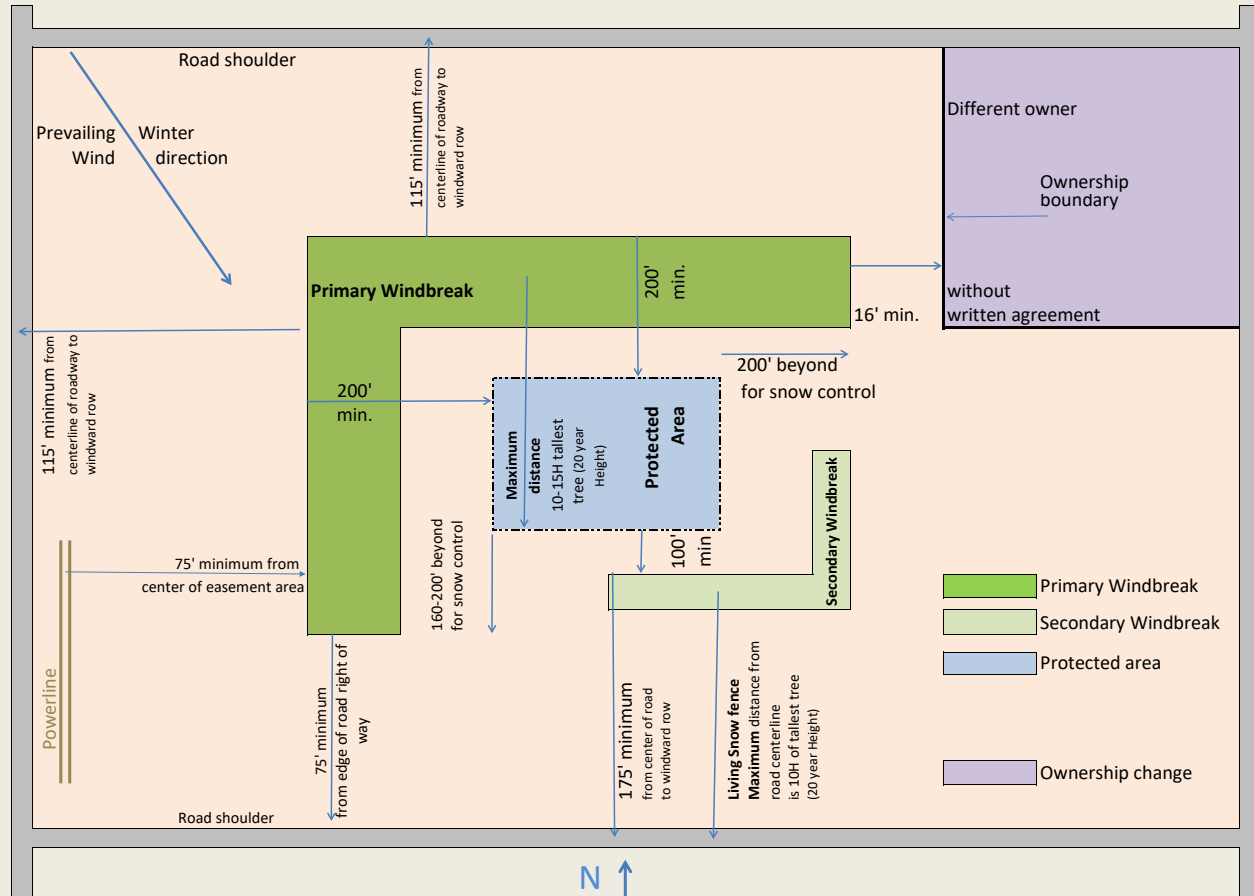 Road shoulder
Prevailing Winter
Wind direction
115' minimum from
centerline of roadway to
windward row
Different owner
Ownership
boundary
without
written agreement
Primary Windbreak
200'
min.
16' min.
200' beyond
for snow control
115' minimum from
centerline of roadway to
windward row
200'
min.
Maximum
distance
10-15H tallest
tree (20 year
Height)
Protected
Area
160-200' beyond
for snow control
100'
min
Secondary Windbreak
75' minimum from
center of easement area
Powerline
75' minimum
from edge of road right of
way
175' minimum
from center of road
to windward row
Living Snow fence
Maximum distance from
road centerline
is 10H of tallest tree
(20 year Height)
Primary Windbreak
Secondary Windbreak
Protected area
Ownership change
Road shoulder
N